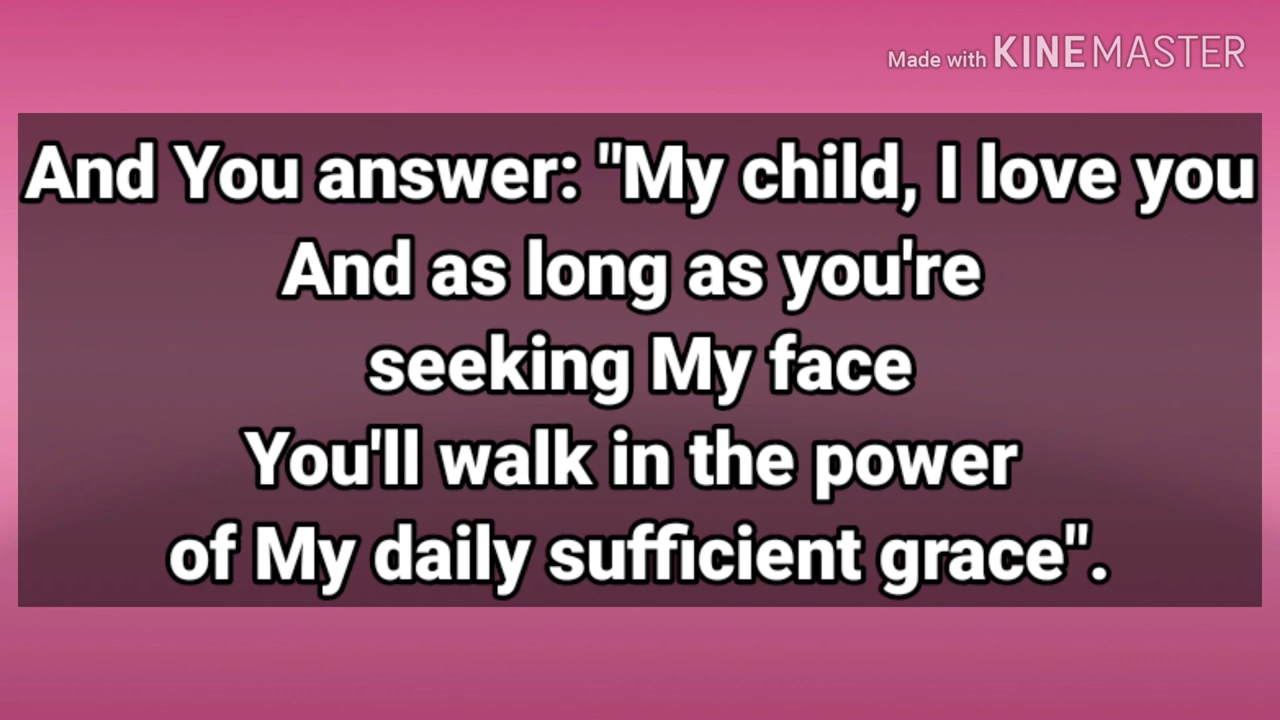 Made with KINEMASTER
And You answer: "My child, I love you
And as long as you're
seeking My face
You'll walk in the power
of My daily sufficient grace".